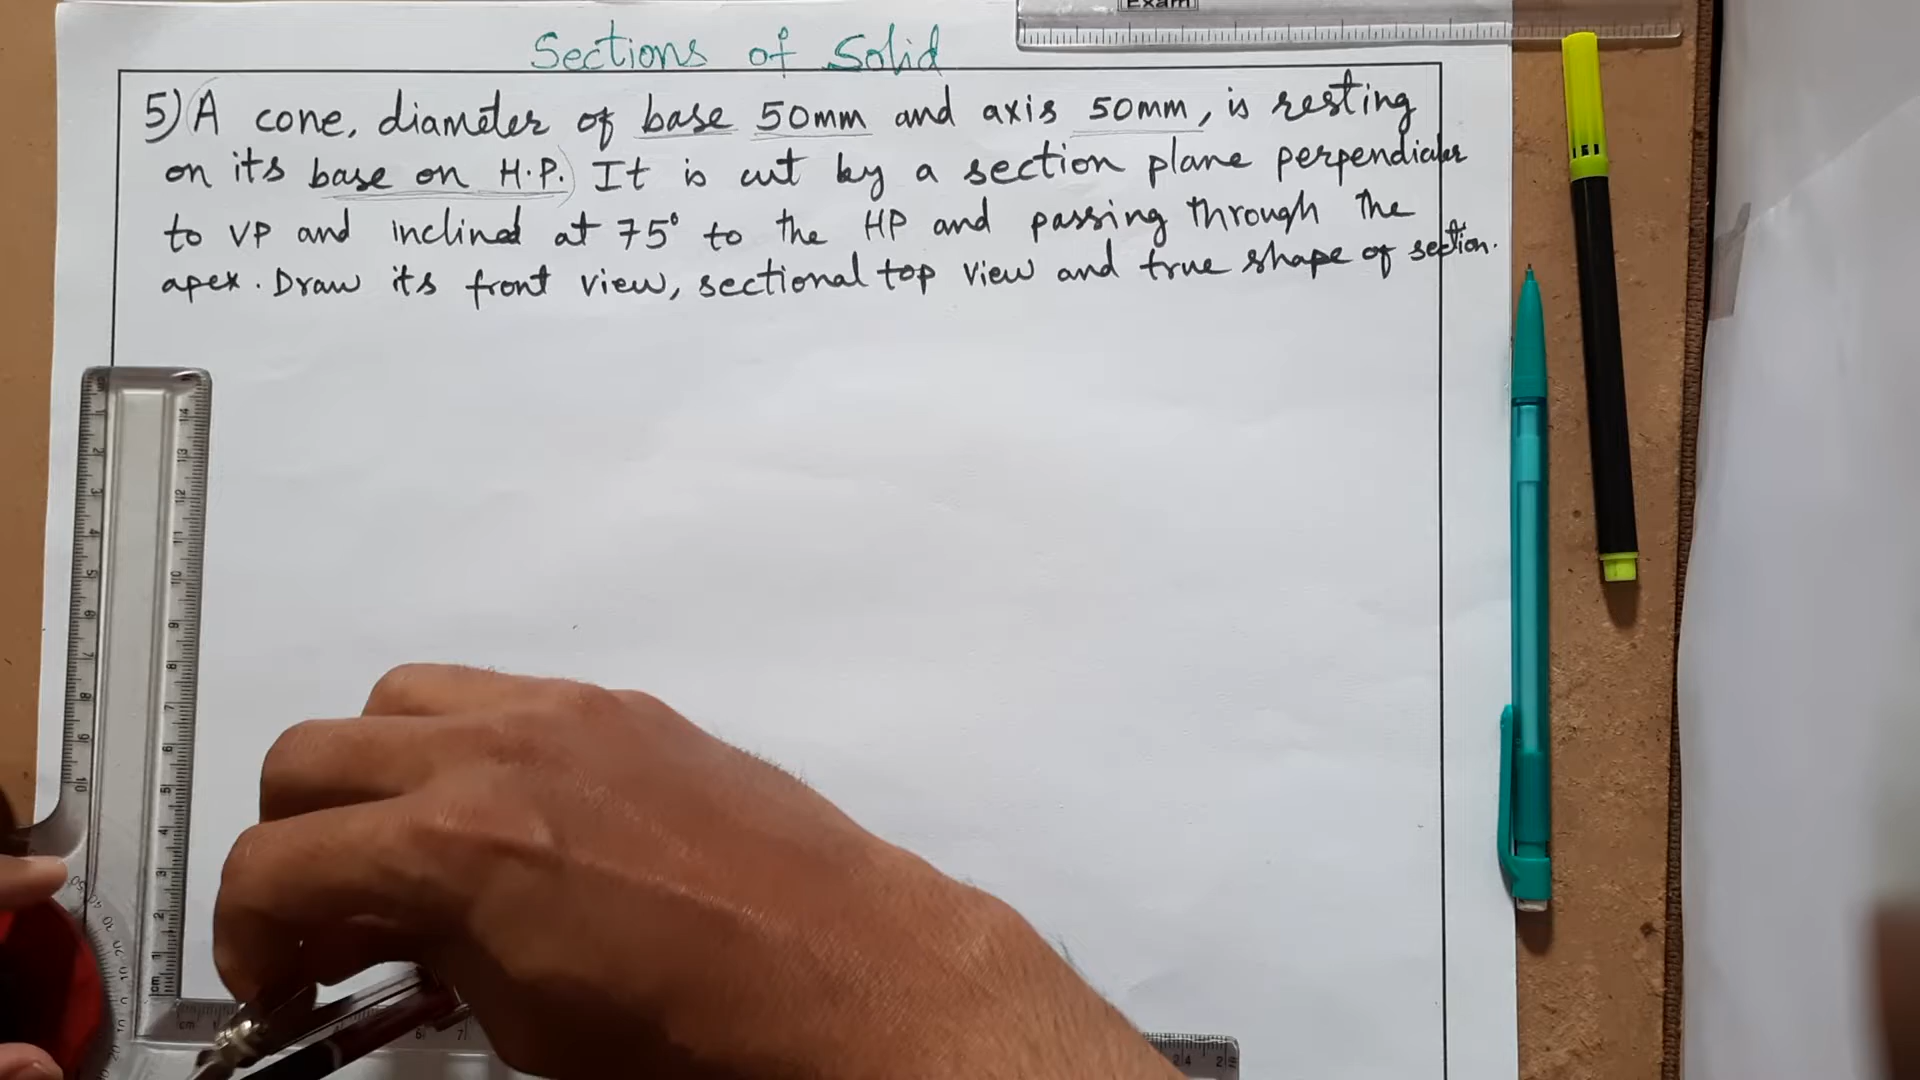 Exam
Sections of Solid
5) A cone, diameter of base 50mm and axis 50mm, is resting
on its base on H.P. It is cut by a section plane perpendicular
to VP and inclined at 75° to the HP and passing through the
apex. Draw its front view, sectional top view and true shape of section.